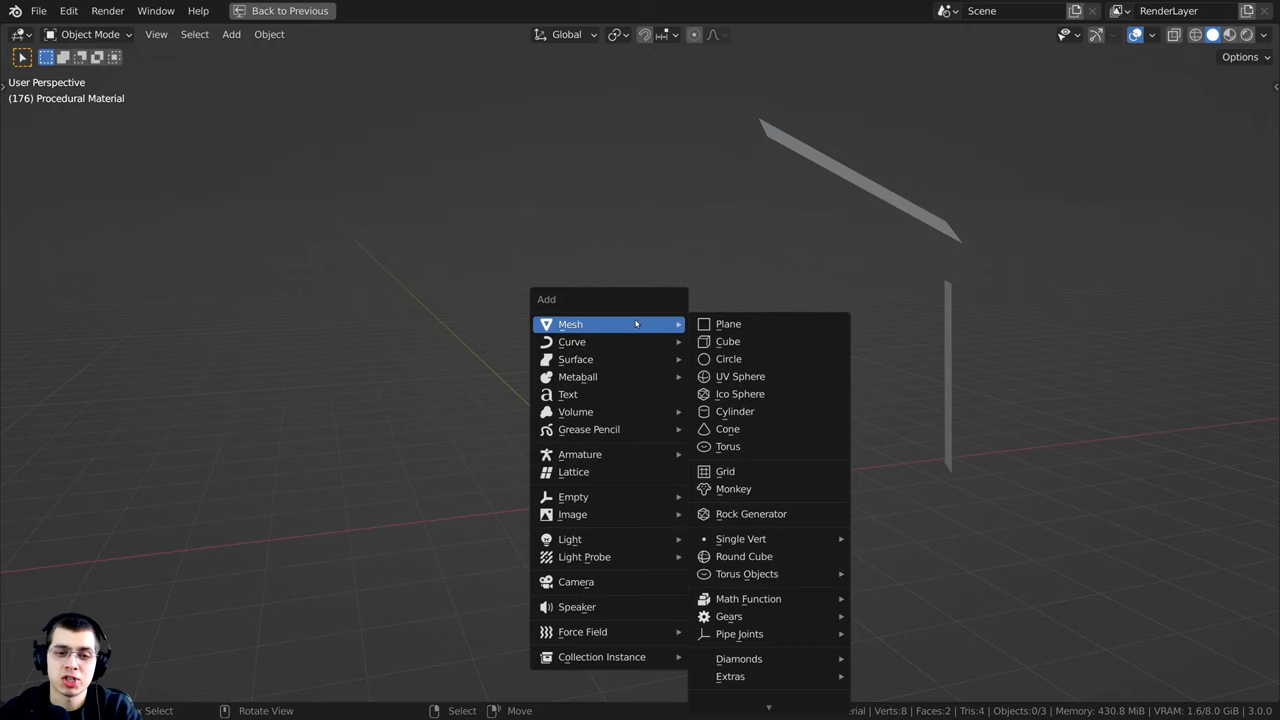 File Edit Render Window Help Back to Previous Scene RenderLayer
Object Mode View Select Add Object Global
Options
User Perspective
(176) Procedural Material
Add
Mesh
Curve
Surface
Metaball
Text
Volume
Grease Pencil
Armature
Lattice
Empty
Image
Light
Light Probe
Camera
Speaker
Force Field
Collection Instance
Plane
Cube
Circle
UV Sphere
Ico Sphere
Cylinder
Cone
Torus
Grid
Monkey
Rock Generator
Single Vert
Round Cube
Torus Objects
Math Function
Gears
Pipe Joints
Diamonds
Extras
x Select Rotate View Select Move rial | Verts:8 | Faces:2 | Tris:4 | Objects:0/3 | Memory: 430.8 MiB | VRAM: 1.6/8.0 GiB | 3.0.0